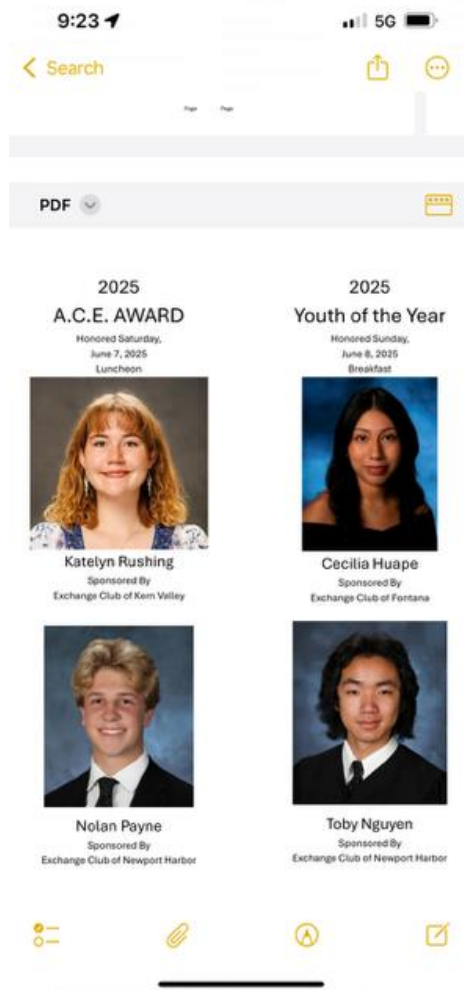 9:23
5G
Search
Page Page
PDF
2025
A.C.E. AWARD
Honored Saturday,
June 7, 2025
Luncheon
Katelyn Rushing
Sponsored By
Exchange Club of Kern Valley
Nolan Payne
Sponsored By
Exchange Club of Newport Harbor
2025
Youth of the Year
Honored Sunday,
June 8, 2025
Breakfast
Cecilia Huape
Sponsored By
Exchange Club of Fontana
Toby Nguyen
Sponsored By
Exchange Club of Newport Harbor